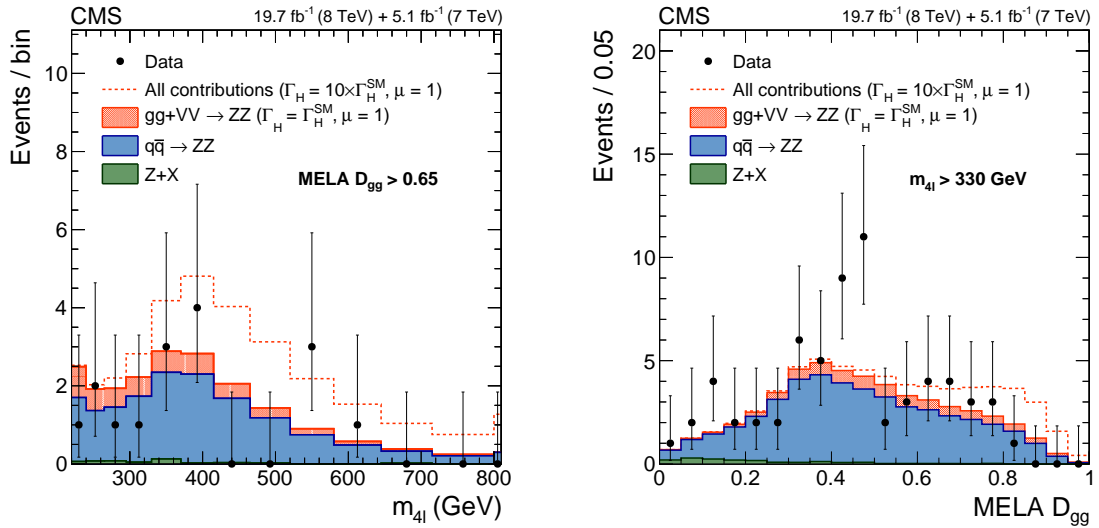 CMS
19.7 fb⁻¹ (8 TeV) + 5.1 fb⁻¹ (7 TeV)
Events / bin
10
8
6
4
2
0
Data
All contributions (Γ_H = 10×Γ_H^SM, μ = 1)
gg+VV → ZZ (Γ_H = Γ_H^SM, μ = 1)
qq̅ → ZZ
Z+X
MELA D_gg > 0.65
300 400 500 600 700 800
m_4l (GeV)
CMS
19.7 fb⁻¹ (8 TeV) + 5.1 fb⁻¹ (7 TeV)
Events / 0.05
20
15
10
5
0
Data
All contributions (Γ_H = 10×Γ_H^SM, μ = 1)
gg+VV → ZZ (Γ_H = Γ_H^SM, μ = 1)
qq̅ → ZZ
Z+X
m_4l > 330 GeV
0 0.2 0.4 0.6 0.8 1
MELA D_gg